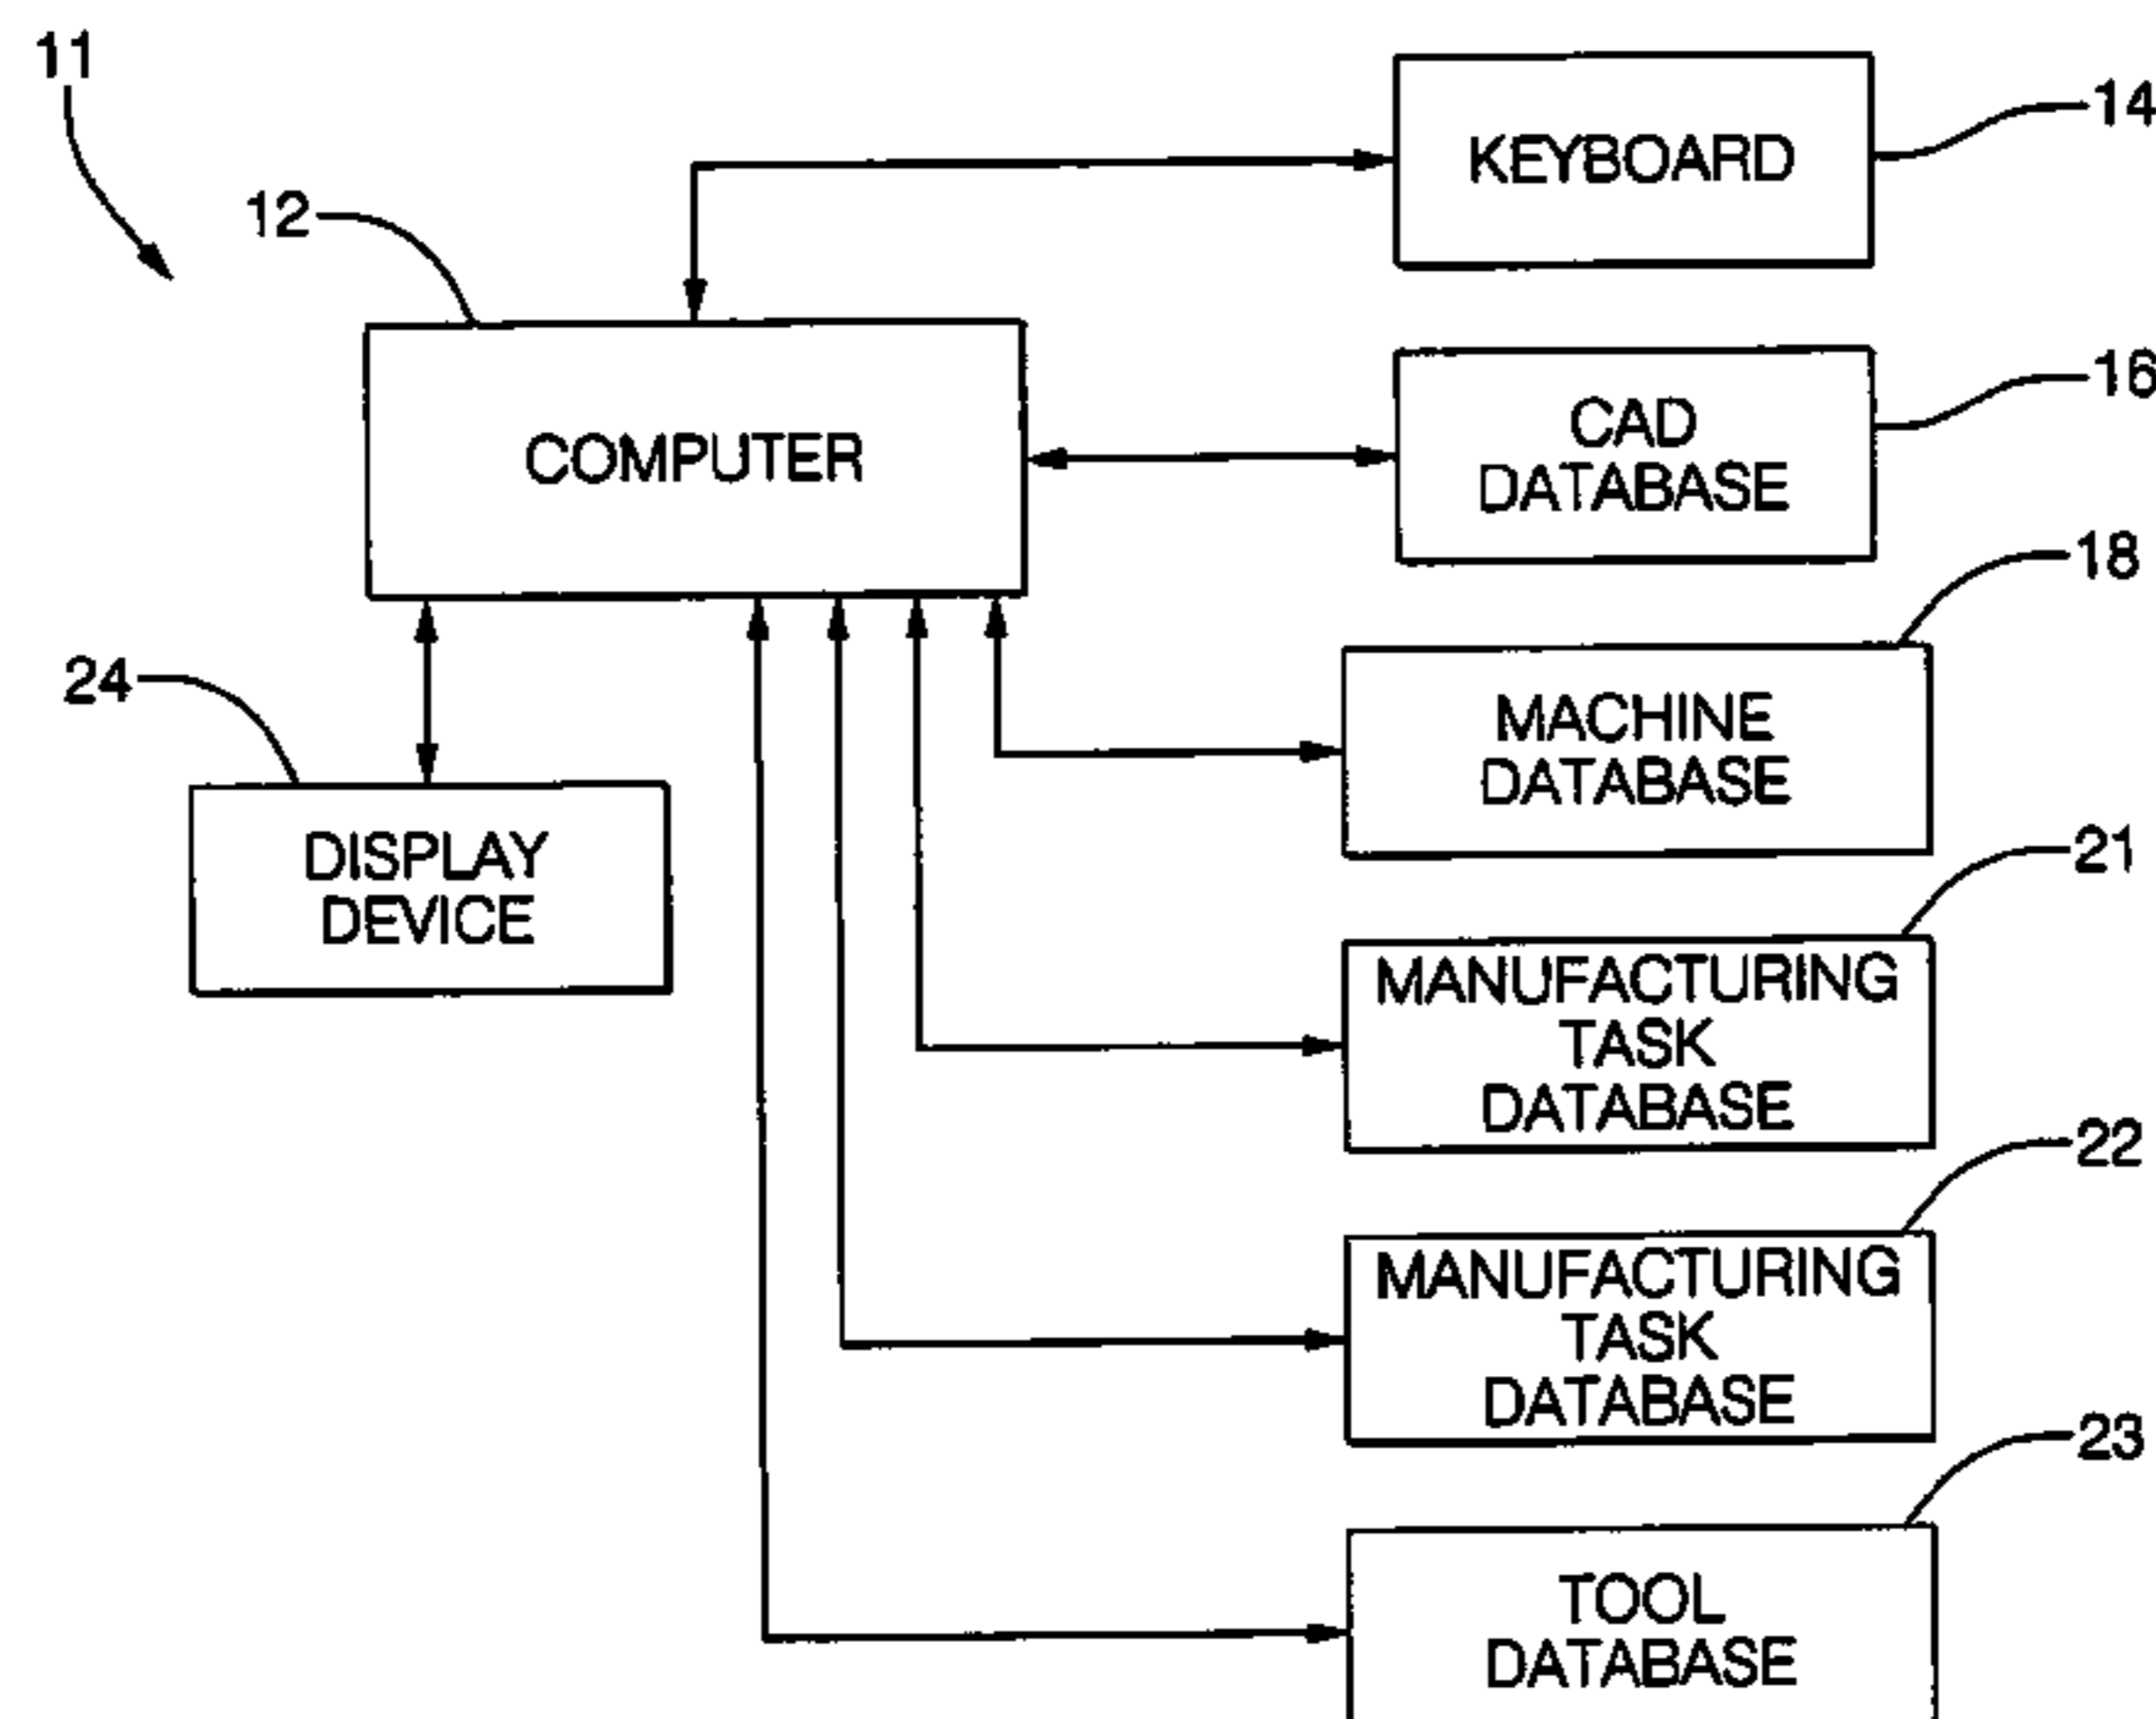 11
KEYBOARD
14
12
COMPUTER
CAD
DATABASE
16
18
MACHINE
DATABASE
24
DISPLAY
DEVICE
21
MANUFACTURING
TASK
DATABASE
22
MANUFACTURING
TASK
DATABASE
23
TOOL
DATABASE